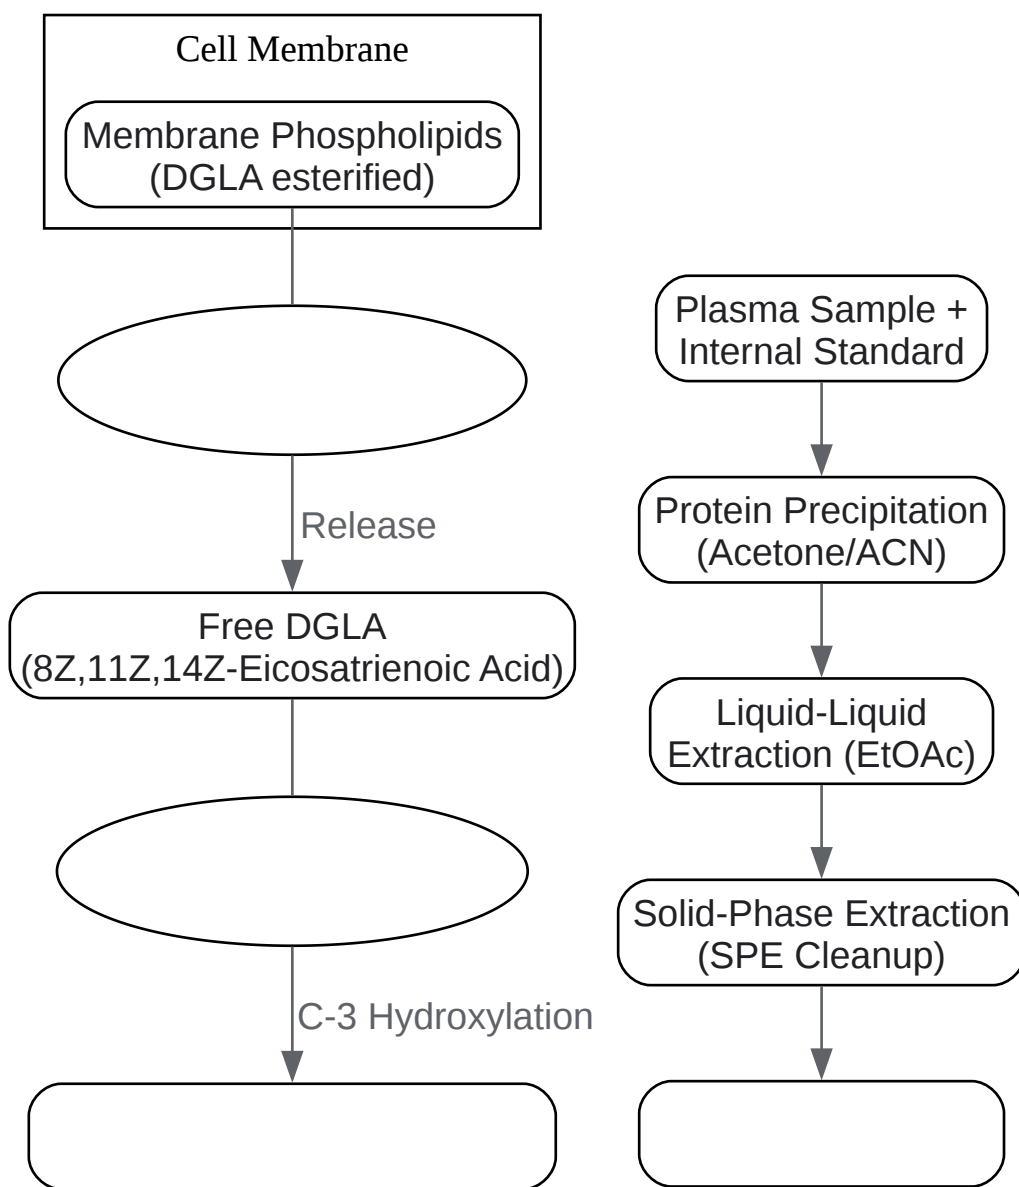 Cell Membrane
Membrane Phospholipids
(DGLA esterified)
Release
Free DGLA
(8Z,11Z,14Z-Eicosatrienoic Acid)
C-3 Hydroxylation
Plasma Sample +
Internal Standard
Protein Precipitation
(Acetone/ACN)
Liquid-Liquid
Extraction (EtOAc)
Solid-Phase Extraction
(SPE Cleanup)